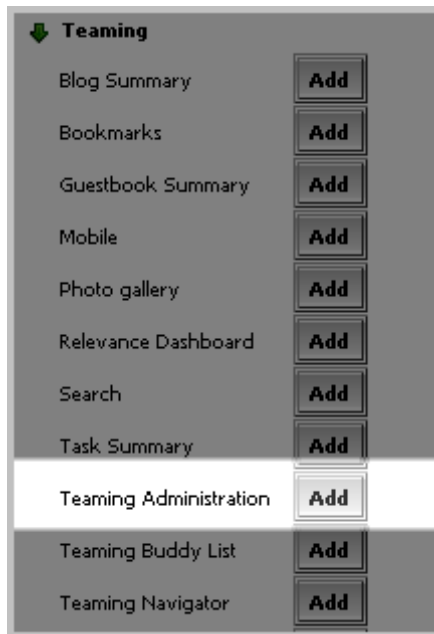 Teaming
Blog Summary Add
Bookmarks Add
Guestbook Summary Add
Mobile Add
Photo gallery Add
Relevance Dashboard Add
Search Add
Task Summary Add
Teaming Administration Add
Teaming Buddy List Add
Teaming Navigator Add